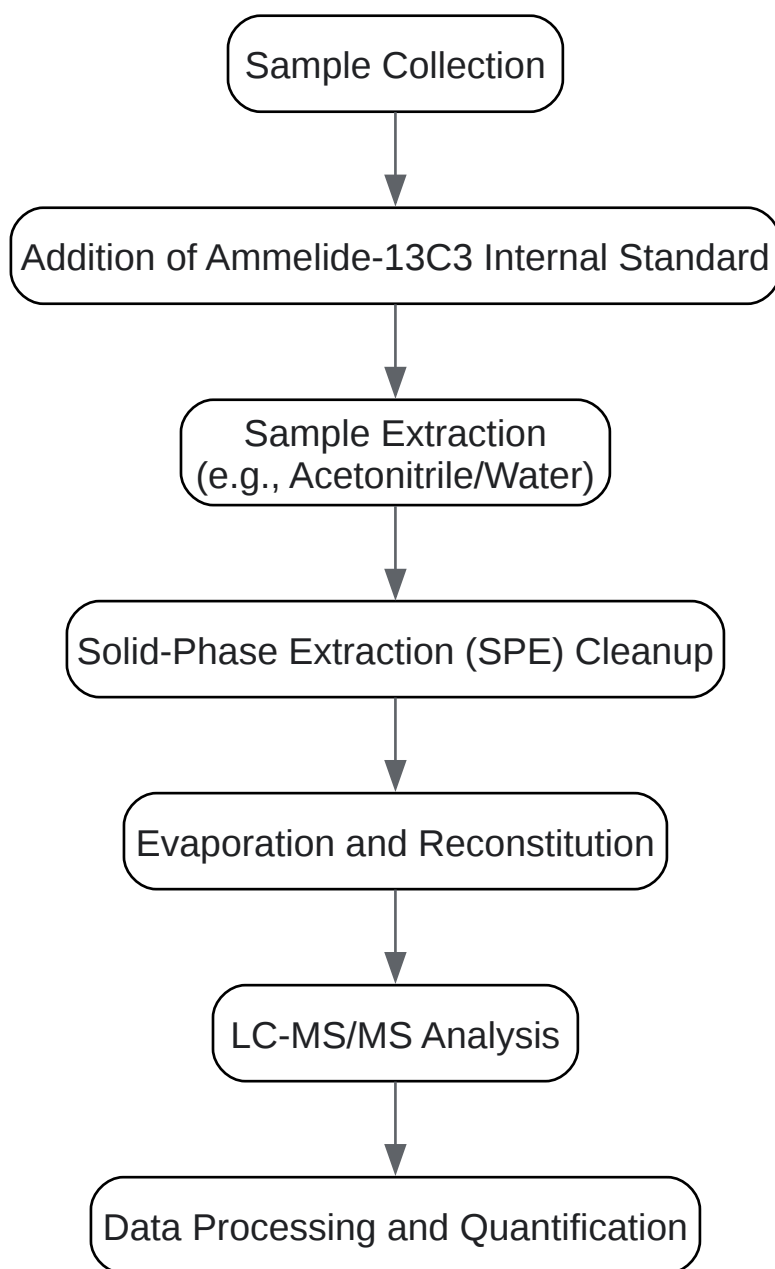 Sample Collection
Addition of Ammelide-13C3 Internal Standard
Sample Extraction
(e.g., Acetonitrile/Water)
Solid-Phase Extraction (SPE) Cleanup
Evaporation and Reconstitution
LC-MS/MS Analysis
Data Processing and Quantification